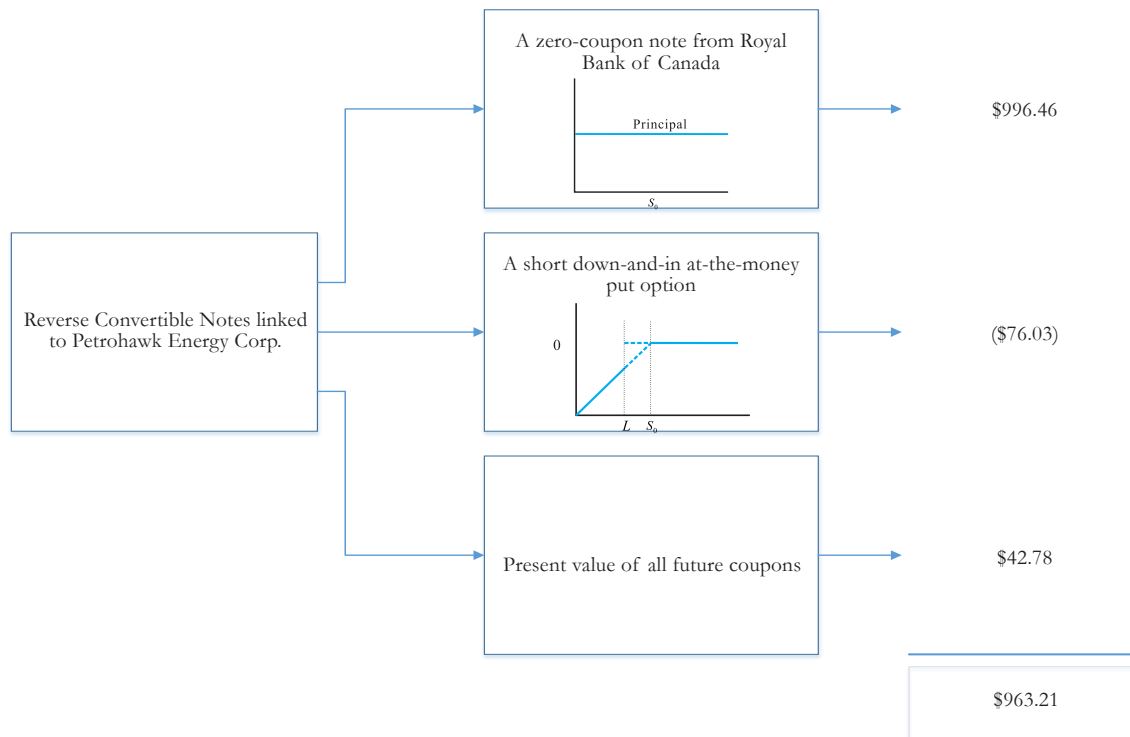 A zero-coupon note from Royal
Bank of Canada
Principal
S₀
$996.46
Reverse Convertible Notes linked
to Petrohawk Energy Corp.
A short down-and-in at-the-money
put option
0
L S₀
($76.03)
Present value of all future coupons
$42.78
$963.21